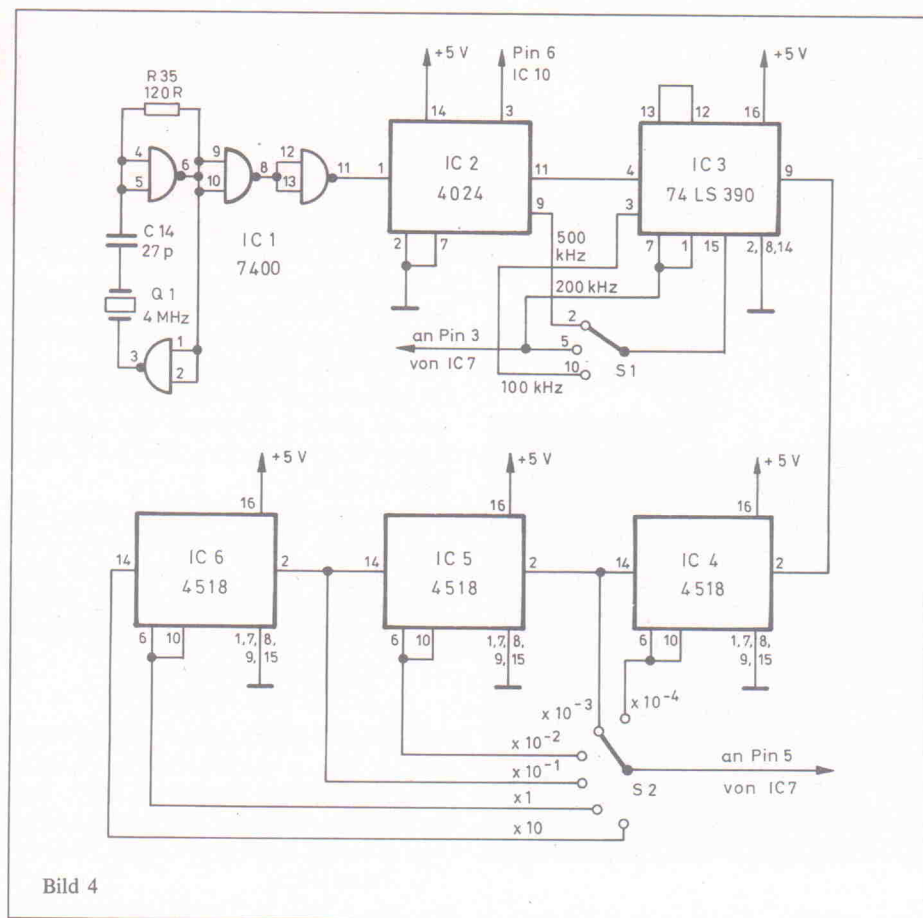 +5 V
Pin 6
IC 10
+5 V
R 35
120 R
14
3
13
12
16
4
5
6
9
10
8
12
13
11
1
IC 2
4024
11
9
4
3
IC 3
74 LS 390
9
C 14
27 p
IC 1
7400
2
7
500
kHz
7
1
15
2, 8,14
Q 1
4 MHz
200 kHz
3
1
2
an Pin 3
von IC7
2
5
10
S 1
100 kHz
+5 V
+5 V
+5 V
16
16
16
14
IC 6
4518
2
14
IC 5
4518
2
14
IC 4
4518
2
6
10
1,7, 8,
9, 15
6
10
1,7, 8,
9, 15
6
10
1,7, 8,
9, 15
x 10-3
x 10-4
x 10-2
x 10-1
x 1
x 10
S 2
an Pin 5
von IC7
Bild 4